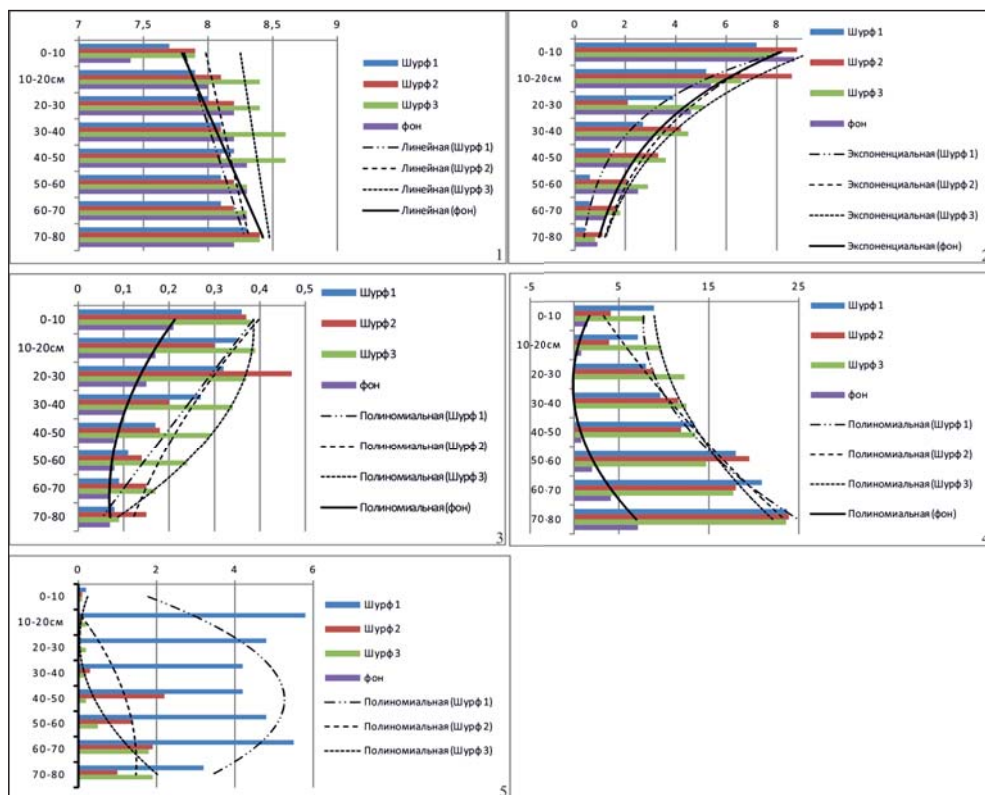 7 7,5 8 8,5 9
0-10
10-20см
20-30
30-40
40-50
50-60
60-70
70-80
Шурф 1
Шурф 2
Шурф 3
фон
Линейная (Шурф 1)
Линейная (Шурф 2)
Линейная (Шурф 3)
Линейная (фон)
1
0 2 4 6 8
0-10
10-20см
20-30
30-40
40-50
50-60
60-70
70-80
Шурф 1
Шурф 2
Шурф 3
фон
Экспоненциальная (Шурф 1)
Экспоненциальная (Шурф 2)
Экспоненциальная (Шурф 3)
Экспоненциальная (фон)
2
0 0,1 0,2 0,3 0,4 0,5
0-10
10-20см
20-30
30-40
40-50
50-60
60-70
70-80
Шурф 1
Шурф 2
Шурф 3
фон
Полиномиальная (Шурф 1)
Полиномиальная (Шурф 2)
Полиномиальная (Шурф 3)
Полиномиальная (фон)
3
-5 5 15 25
0-10
10-20см
20-30
30-40
40-50
50-60
60-70
70-80
Шурф 1
Шурф 2
Шурф 3
фон
Полиномиальная (Шурф 1)
Полиномиальная (Шурф 2)
Полиномиальная (Шурф 3)
Полиномиальная (фон)
4
0 2 4 6
0-10
10-20см
20-30
30-40
40-50
50-60
60-70
70-80
Шурф 1
Шурф 2
Шурф 3
фон
Полиномиальная (Шурф 1)
Полиномиальная (Шурф 2)
Полиномиальная (Шурф 3)
5